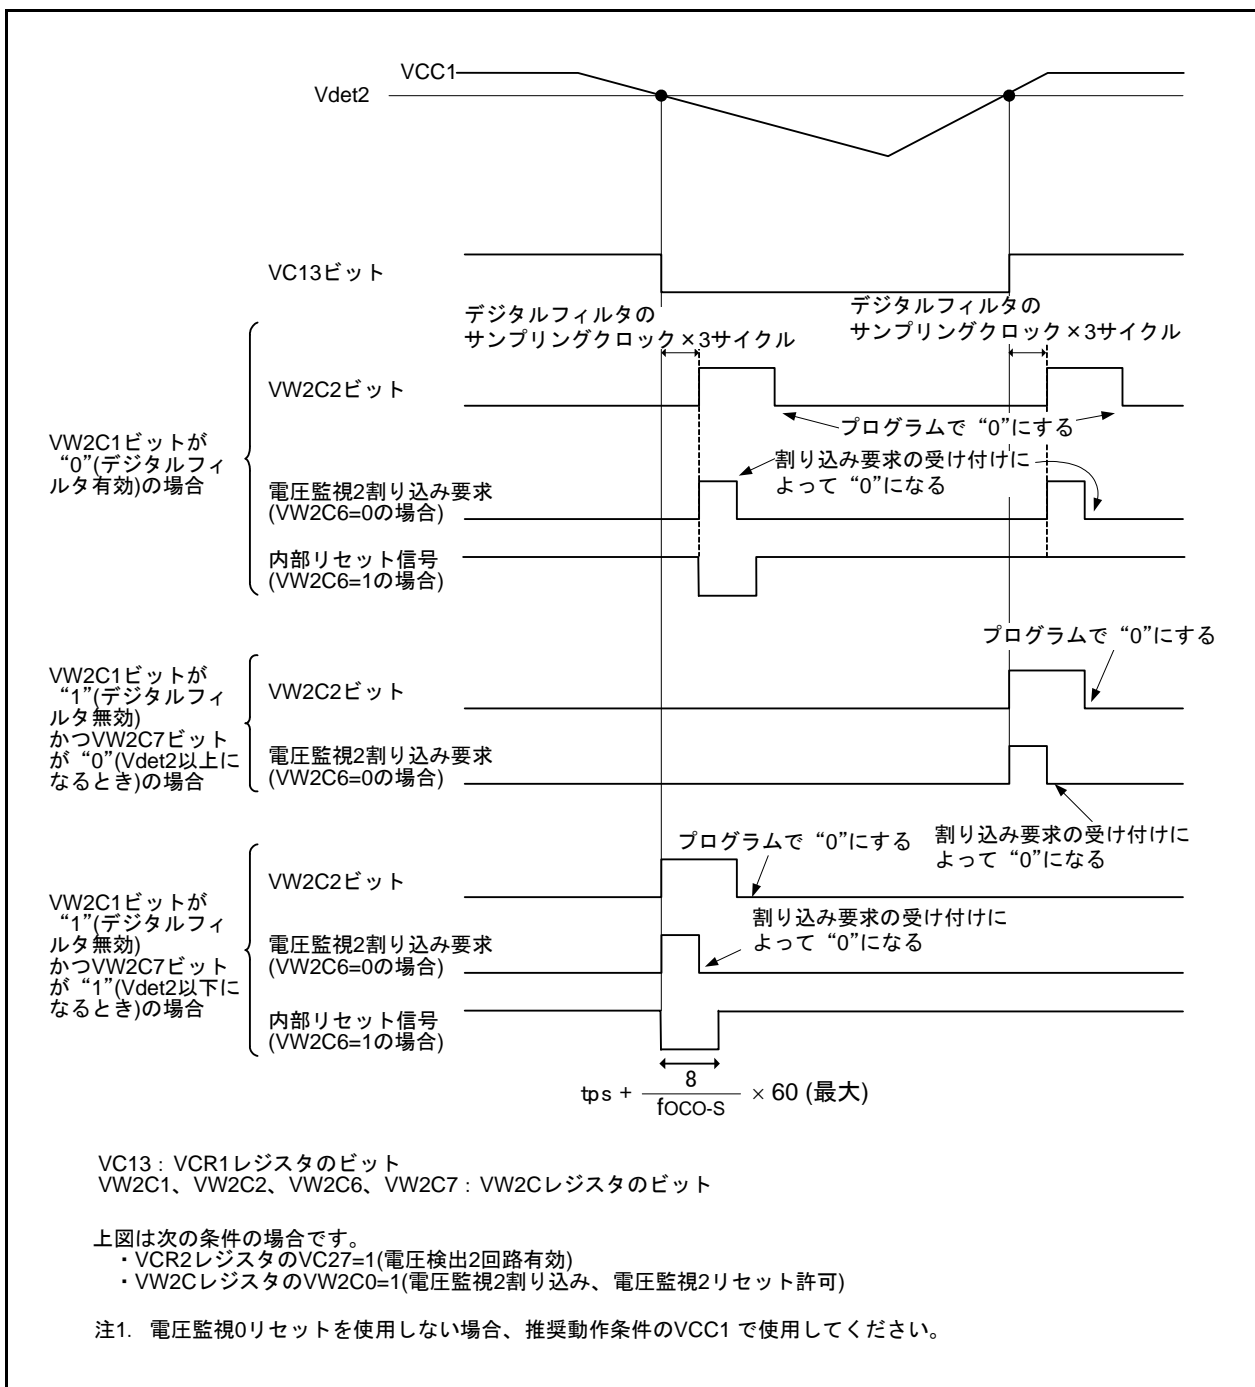 VCC1
Vdet2
VC13ビット
デジタルフィルタの
サンプリングクロック×3サイクル
デジタルフィルタの
サンプリングクロック×3サイクル
VW2C1ビットが
“0”(デジタルフィ
ルタ有効)の場合
VW2C2ビット
プログラムで“0”にする
割り込み要求の受け付けに
よって“0”になる
電圧監視2割り込み要求
(VW2C6=0の場合)
内部リセット信号
(VW2C6=1の場合)
VW2C1ビットが
“1”(デジタルフィ
ルタ無効)
かつVW2C7ビット
が“0”(Vdet2以上に
なるとき)の場合
プログラムで“0”にする
VW2C2ビット
電圧監視2割り込み要求
(VW2C6=0の場合)
割り込み要求の受け付けに
よって“0”になる
VW2C1ビットが
“1”(デジタルフィ
ルタ無効)
かつVW2C7ビット
が“1”(Vdet2以下に
なるとき)の場合
プログラムで“0”にする
VW2C2ビット
割り込み要求の受け付けに
よって“0”になる
電圧監視2割り込み要求
(VW2C6=0の場合)
内部リセット信号
(VW2C6=1の場合)
tps + 8 / fOCO-S × 60 (最大)
VC13 : VCR1レジスタのビット
VW2C1、VW2C2、VW2C6、VW2C7 : VW2Cレジスタのビット
上図は次の条件の場合です。
・VCR2レジスタのVC27=1(電圧検出2回路有効)
・VW2CレジスタのVW2C0=1(電圧監視2割り込み、電圧監視2リセット許可)
注1. 電圧監視0リセットを使用しない場合、推奨動作条件のVCC1 で使用してください。